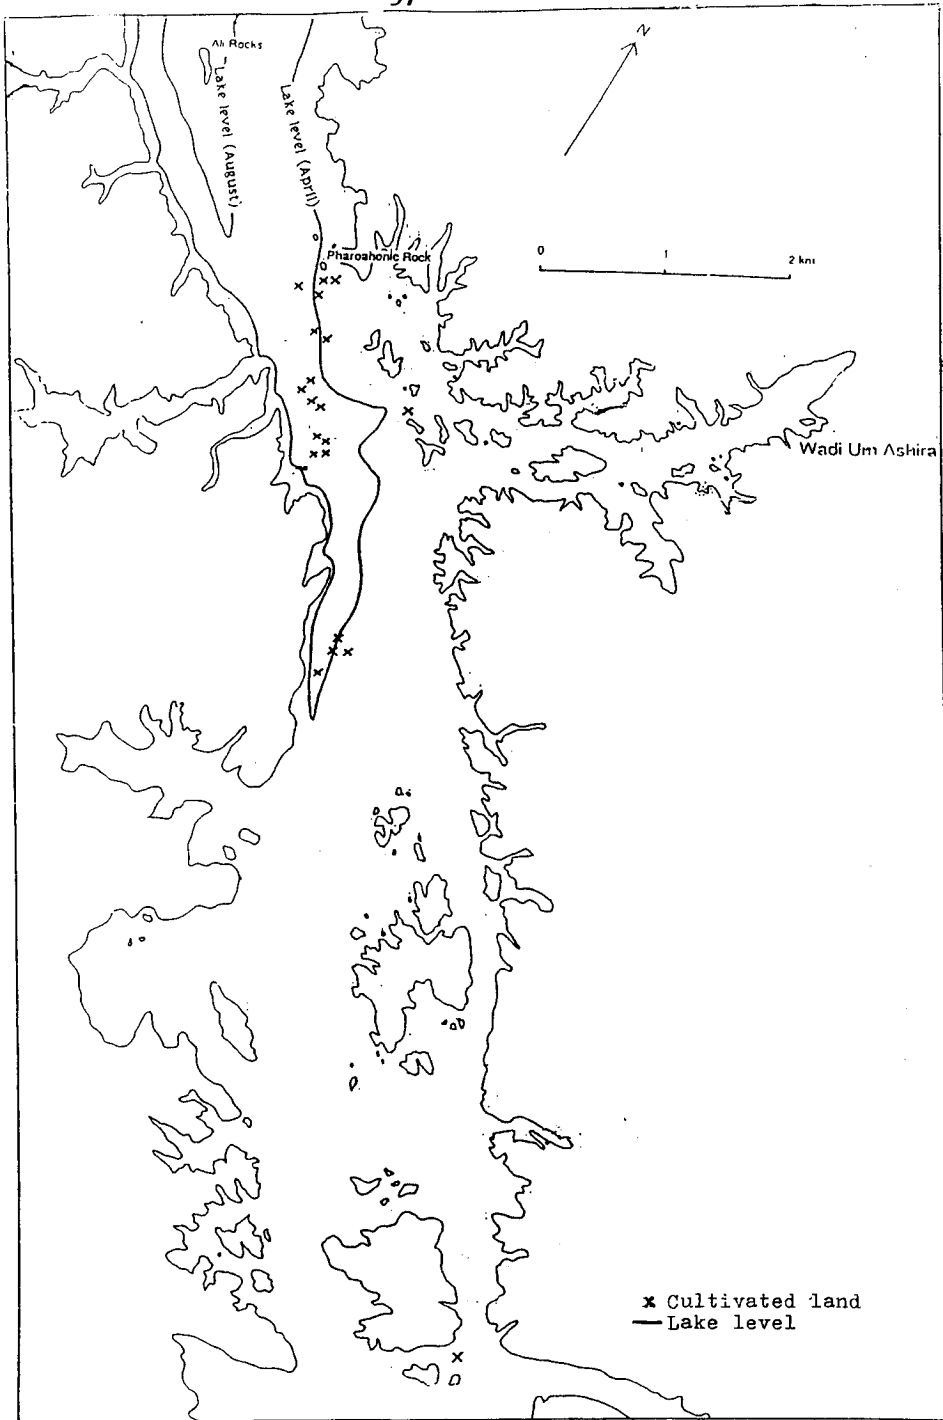 Ali Rocks
Lake level (August)
Lake level (April)
N
Pharoahonic Rock
0 1 2 km
Wadi Um Ashira
x Cultivated land
Lake level